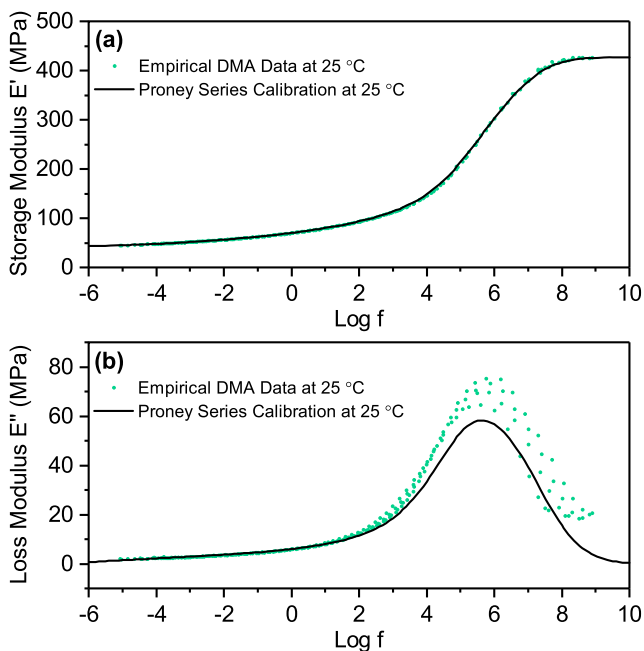 (a)
Empirical DMA Data at 25 °C
Proney Series Calibration at 25 °C
Storage Modulus E' (MPa)
500
400
300
200
100
0
-6 -4 -2 0 2 4 6 8 10
Log f
(b)
Empirical DMA Data at 25 °C
Proney Series Calibration at 25 °C
Loss Modulus E'' (MPa)
80
60
40
20
0
-6 -4 -2 0 2 4 6 8 10
Log f